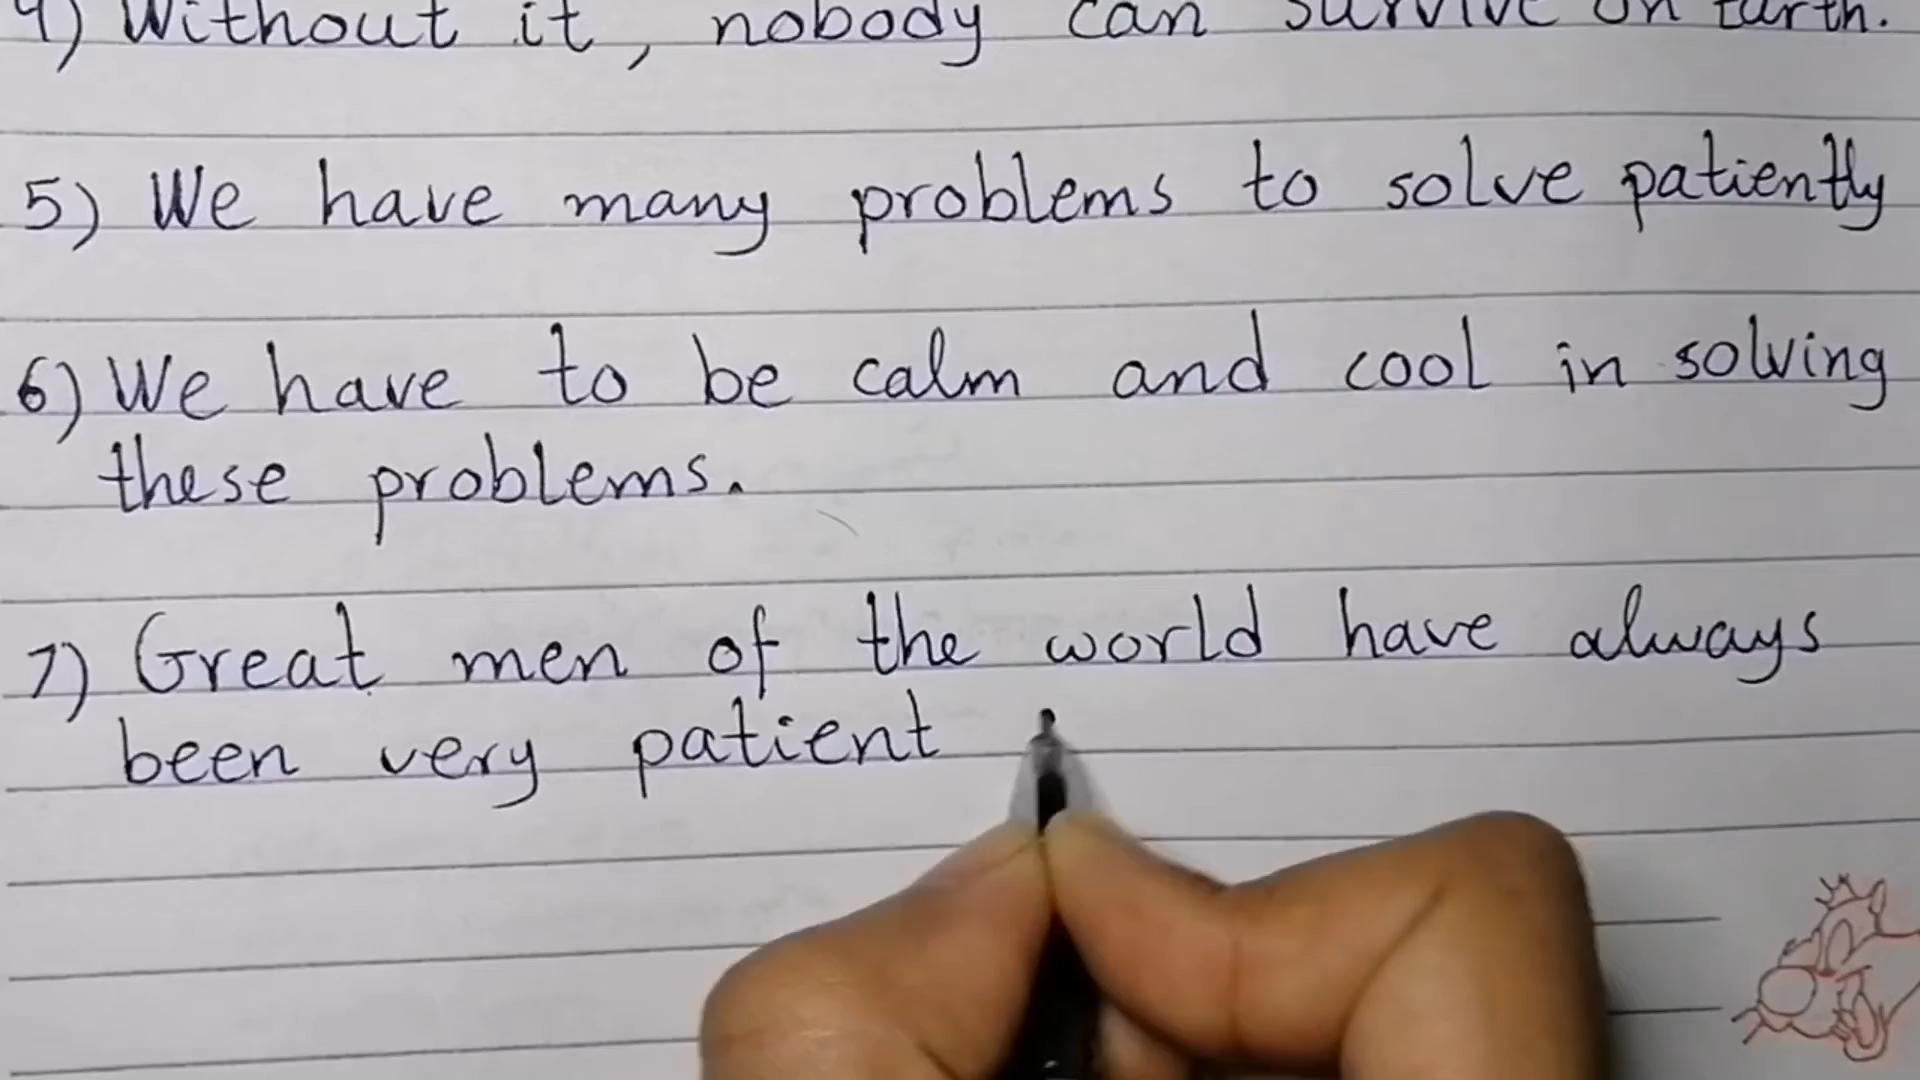 4) Without it, nobody can survive on Earth.
5) We have many problems to solve patiently
6) We have to be calm and cool in solving
these problems.
7) Great men of the world have always
been very patient